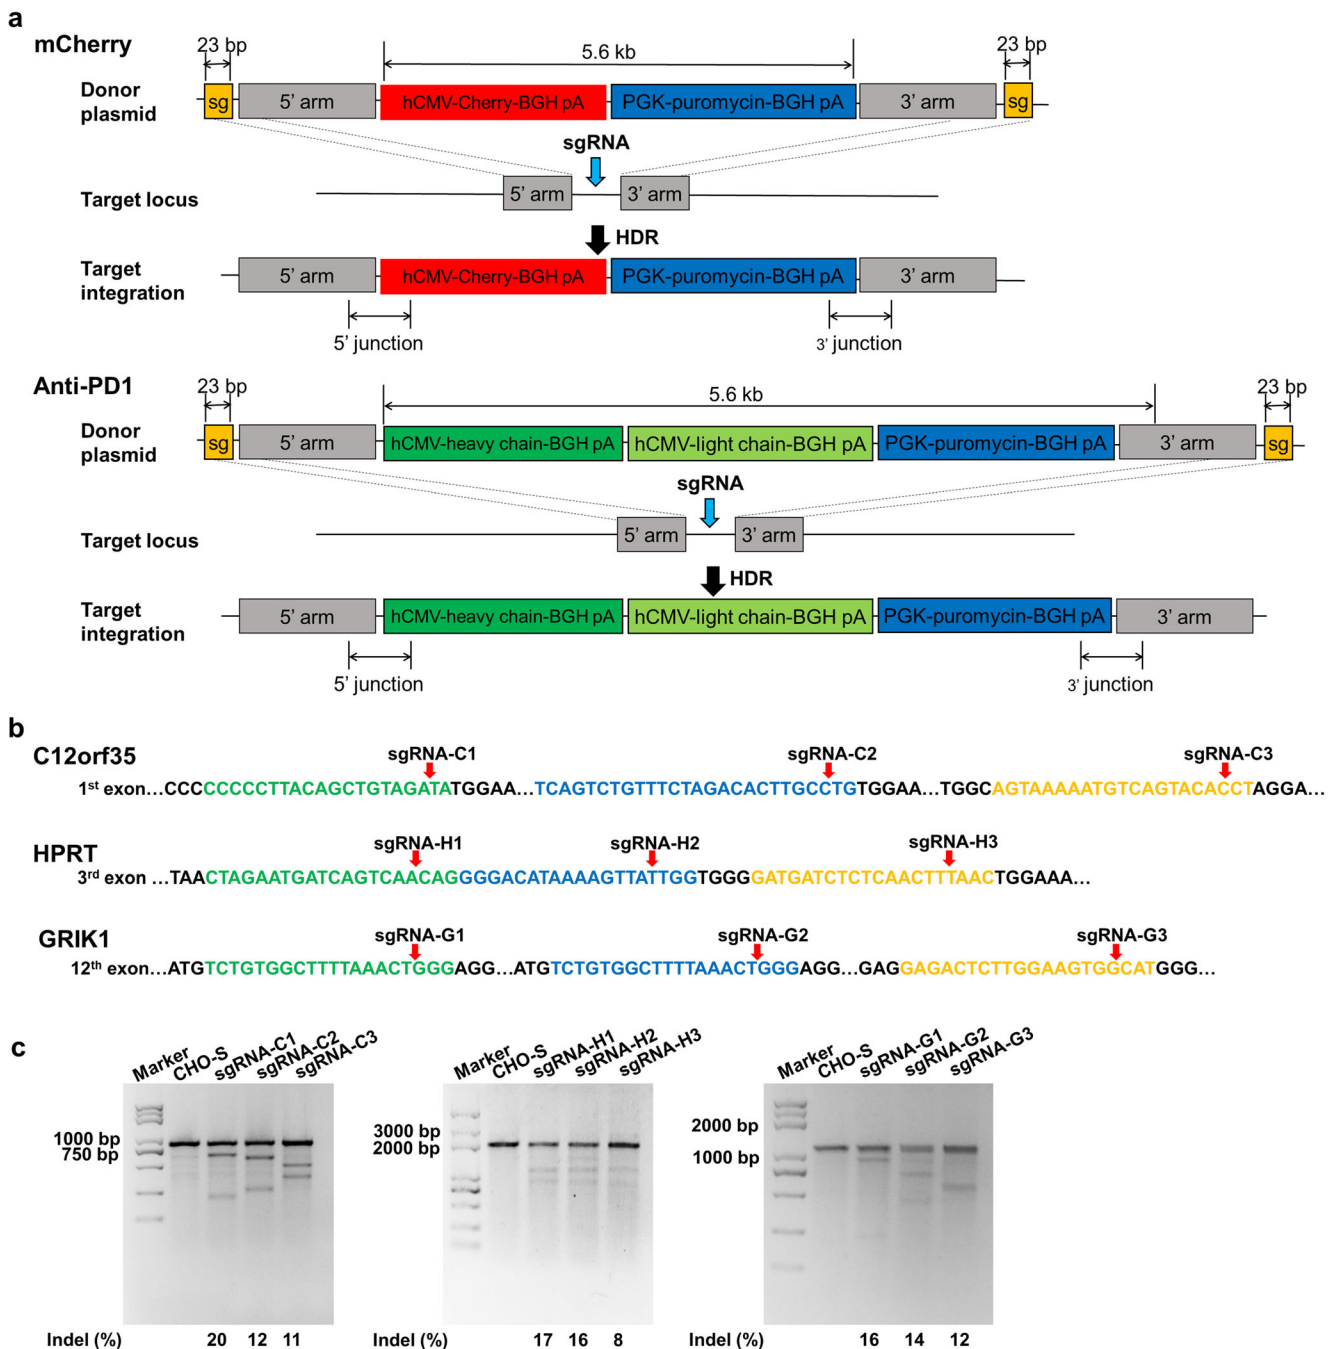 a
mCherry
23 bp
5.6 kb
23 bp
Donor plasmid
sg
5’ arm
hCMV-Cherry-BGH pA
PGK-puromycin-BGH pA
3’ arm
sg
sgRNA
Target locus
5’ arm
3’ arm
HDR
Target integration
5’ arm
hCMV-Cherry-BGH pA
PGK-puromycin-BGH pA
3’ arm
5’ junction
3’ junction
Anti-PD1
23 bp
5.6 kb
23 bp
Donor plasmid
sg
5’ arm
hCMV-heavy chain-BGH pA
hCMV-light chain-BGH pA
PGK-puromycin-BGH pA
3’ arm
sg
sgRNA
Target locus
5’ arm
3’ arm
HDR
Target integration
5’ arm
hCMV-heavy chain-BGH pA
hCMV-light chain-BGH pA
PGK-puromycin-BGH pA
3’ arm
5’ junction
3’ junction
b
C12orf35
sgRNA-C1 sgRNA-C2 sgRNA-C3
1st exon…CCCCCCCCTTACAGCTGTAGATATGGAA…TCAGTCTGTTTCTAGACACTTGCCTGTGGAA…TGGCAGTAAAAATGTCAGTACACCTAGGA…
HPRT
sgRNA-H1 sgRNA-H2 sgRNA-H3
3rd exon …TAACTAGAATGATCAGTCAACAGGGGACATAAAAGTTATTGGTGGGGATGATCTCTCAACTTTAACTGGAAA…
GRIK1
sgRNA-G1 sgRNA-G2 sgRNA-G3
12th exon…ATGTCTGTGGCTTTTAAACTGGGAGG…ATGTCTGTGGCTTTTAAACTGGGAGG…GAGGAGACTCTTGGAAGTGGCATGGG…
c
Marker CHO-S sgRNA-C1 sgRNA-C2 sgRNA-C3
1000 bp
750 bp
Indel (%) 20 12 11
Marker CHO-S sgRNA-H1 sgRNA-H2 sgRNA-H3
3000 bp
2000 bp
Indel (%) 17 16 8
Marker CHO-S sgRNA-G1 sgRNA-G2 sgRNA-G3
2000 bp
1000 bp
Indel (%) 16 14 12